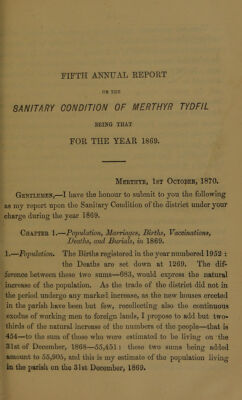 FIFTH ANNUAL REPORT
ON THE
SANITARY CONDITION OF MERTHYR TYDFIL
BEING THAT
FOR THE YEAR 1869.
MERTHYR, 1ST OCTOBER, 1870.
GENTLEMEN,—I have the honour to submit to you the following
as my report upon the Sanitary Condition of the district under your
charge during the year 1869.
CHAPTER 1.—Population, Marriages, Births, Vaccinations,
Deaths, and Burials, in 1869.
1.—Population. The Births registered in the year numbered 1952 :
the Deaths are set down at 1269. The dif-
ference between these two sums—683, would express the natural
increase of the population. As the trade of the district did not in
the period undergo any marked increase, as the new houses erected
in the parish have been but few, recollecting also the continuous
exodus of working men to foreign lands, I propose to add but two-
thirds of the natural increase of the numbers of the people—that is
454—to the sum of those who were estimated to be living on the
31st of December, 1868—55,451 : these two sums being added
amount to 55,905, and this is my estimate of the population living
in the parish on the 31st December, 1869.